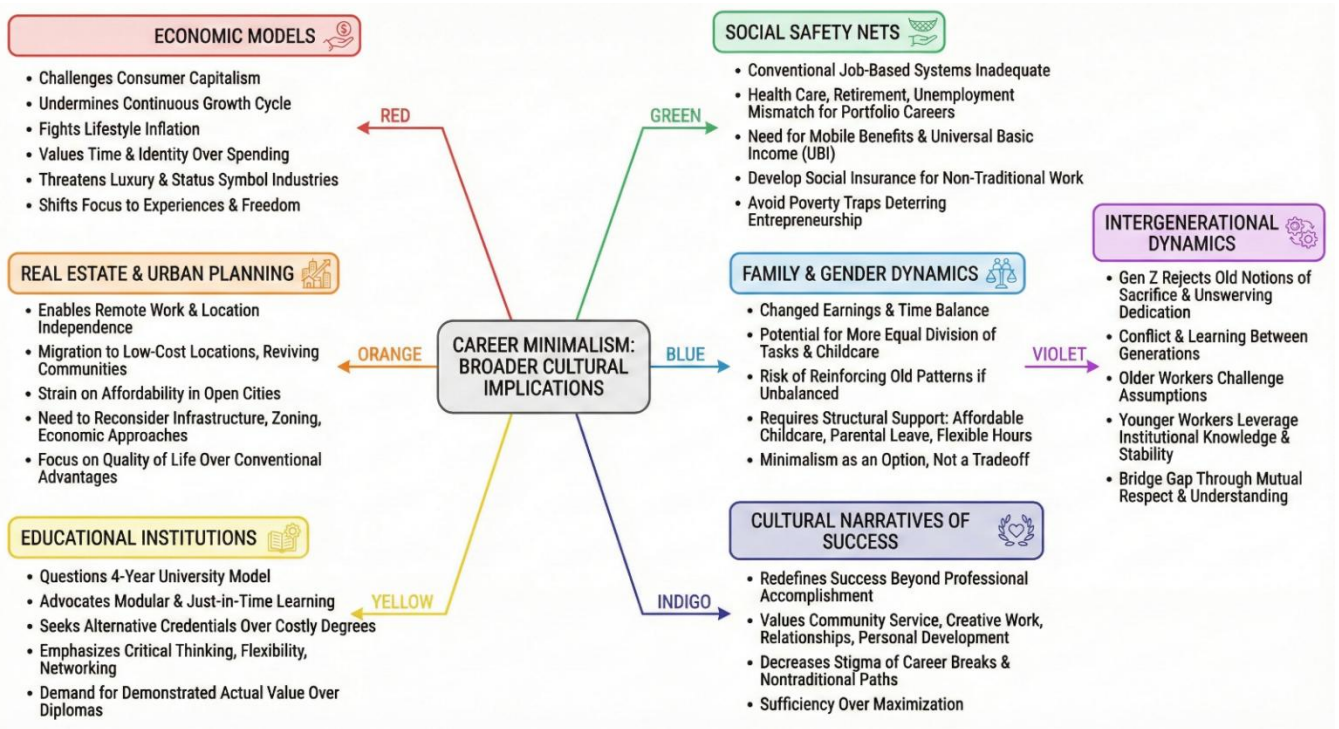 ECONOMIC MODELS
• Challenges Consumer Capitalism
• Undermines Continuous Growth Cycle
• Fights Lifestyle Inflation
• Values Time & Identity Over Spending
• Threatens Luxury & Status Symbol Industries
• Shifts Focus to Experiences & Freedom
RED
REAL ESTATE & URBAN PLANNING
• Enables Remote Work & Location
Independence
• Migration to Low-Cost Locations, Reviving
Communities
• Strain on Affordability in Open Cities
• Need to Reconsider Infrastructure, Zoning,
Economic Approaches
• Focus on Quality of Life Over Conventional
Advantages
ORANGE
EDUCATIONAL INSTITUTIONS
• Questions 4-Year University Model
• Advocates Modular & Just-in-Time Learning
• Seeks Alternative Credentials Over Costly Degrees
• Emphasizes Critical Thinking, Flexibility,
Networking
• Demand for Demonstrated Actual Value Over
Diplomas
YELLOW
CAREER MINIMALISM:
BROADER CULTURAL
IMPLICATIONS
GREEN
SOCIAL SAFETY NETS
• Conventional Job-Based Systems Inadequate
• Health Care, Retirement, Unemployment
Mismatch for Portfolio Careers
• Need for Mobile Benefits & Universal Basic
Income (UBI)
• Develop Social Insurance for Non-Traditional Work
• Avoid Poverty Traps Deterring
Entrepreneurship
BLUE
FAMILY & GENDER DYNAMICS
• Changed Earnings & Time Balance
• Potential for More Equal Division of
Tasks & Childcare
• Risk of Reinforcing Old Patterns if
Unbalanced
• Requires Structural Support: Affordable
Childcare, Parental Leave, Flexible Hours
• Minimalism as an Option, Not a Tradeoff
INDIGO
CULTURAL NARRATIVES OF
SUCCESS
• Redefines Success Beyond Professional
Accomplishment
• Values Community Service, Creative Work,
Relationships, Personal Development
• Decreases Stigma of Career Breaks &
Nontraditional Paths
• Sufficiency Over Maximization
VIOLET
INTERGENERATIONAL
DYNAMICS
• Gen Z Rejects Old Notions of
Sacrifice & Unswerving
Dedication
• Conflict & Learning Between
Generations
• Older Workers Challenge
Assumptions
• Younger Workers Leverage
Institutional Knowledge &
Stability
• Bridge Gap Through Mutual
Respect & Understanding